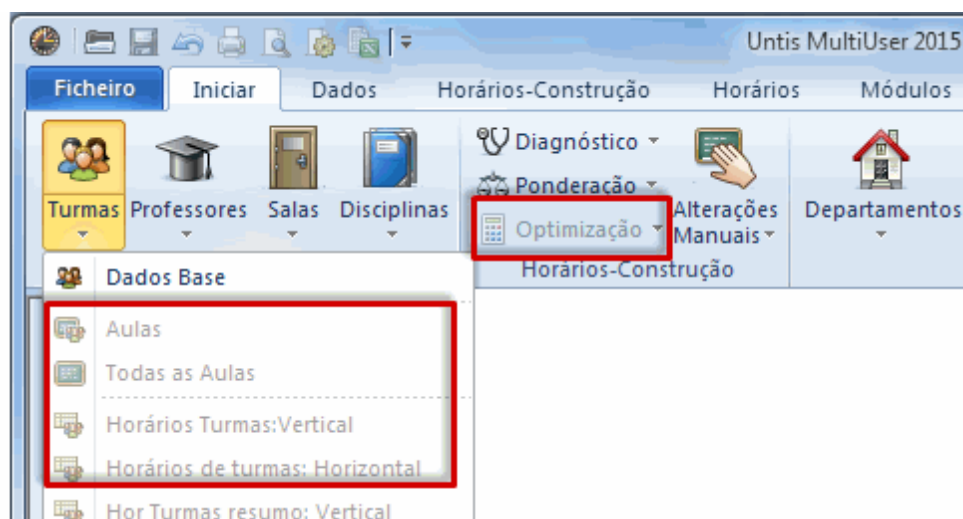 Untis MultiUser 2015
Ficheiro Iniciar Dados Horários-Construção Horários Módulos
Turmas Professores Salas Disciplinas
Diagnóstico
Ponderação
Optimização
Alterações
Manuais
Departamentos
Horários-Construção
Dados Base
Aulas
Todas as Aulas
Horários Turmas:Vertical
Horários de turmas: Horizontal
Hor Turmas resumo: Vertical